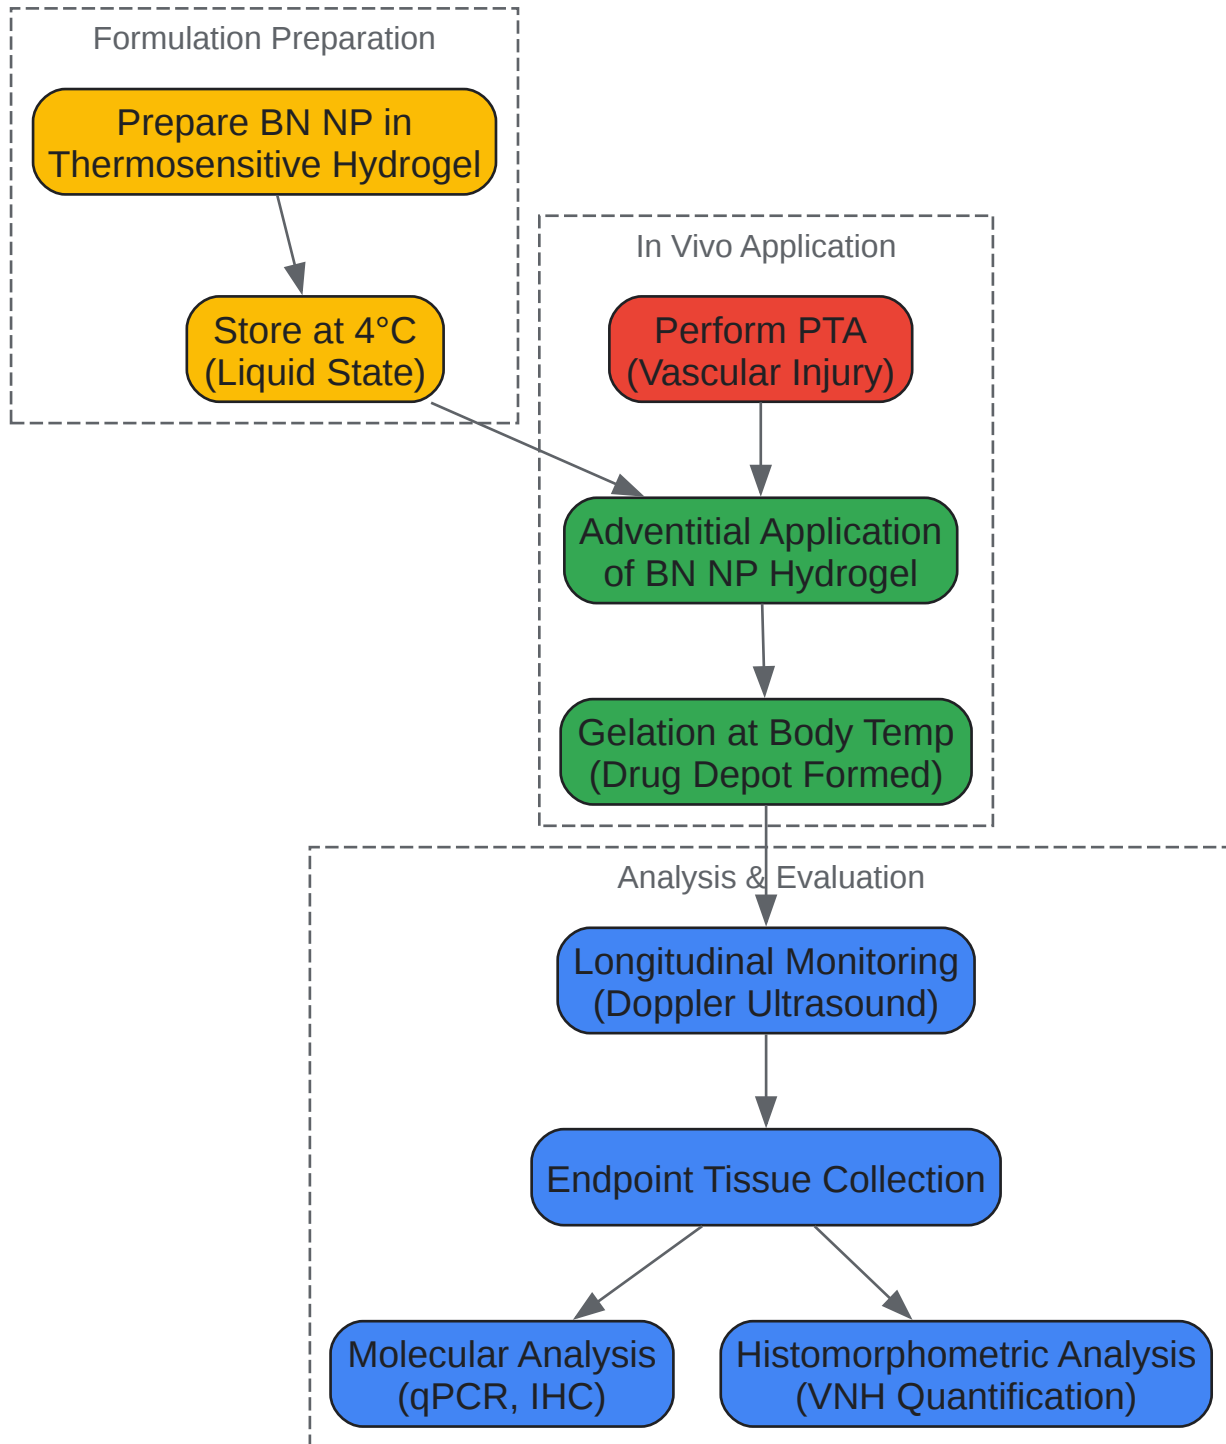 Formulation Preparation
Prepare BN NP in
Thermosensitive Hydrogel
Store at 4°C
(Liquid State)
In Vivo Application
Perform PTA
(Vascular Injury)
Adventitial Application
of BN NP Hydrogel
Gelation at Body Temp
(Drug Depot Formed)
Analysis & Evaluation
Longitudinal Monitoring
(Doppler Ultrasound)
Endpoint Tissue Collection
Molecular Analysis
(qPCR, IHC)
Histomorphometric Analysis
(VNH Quantification)